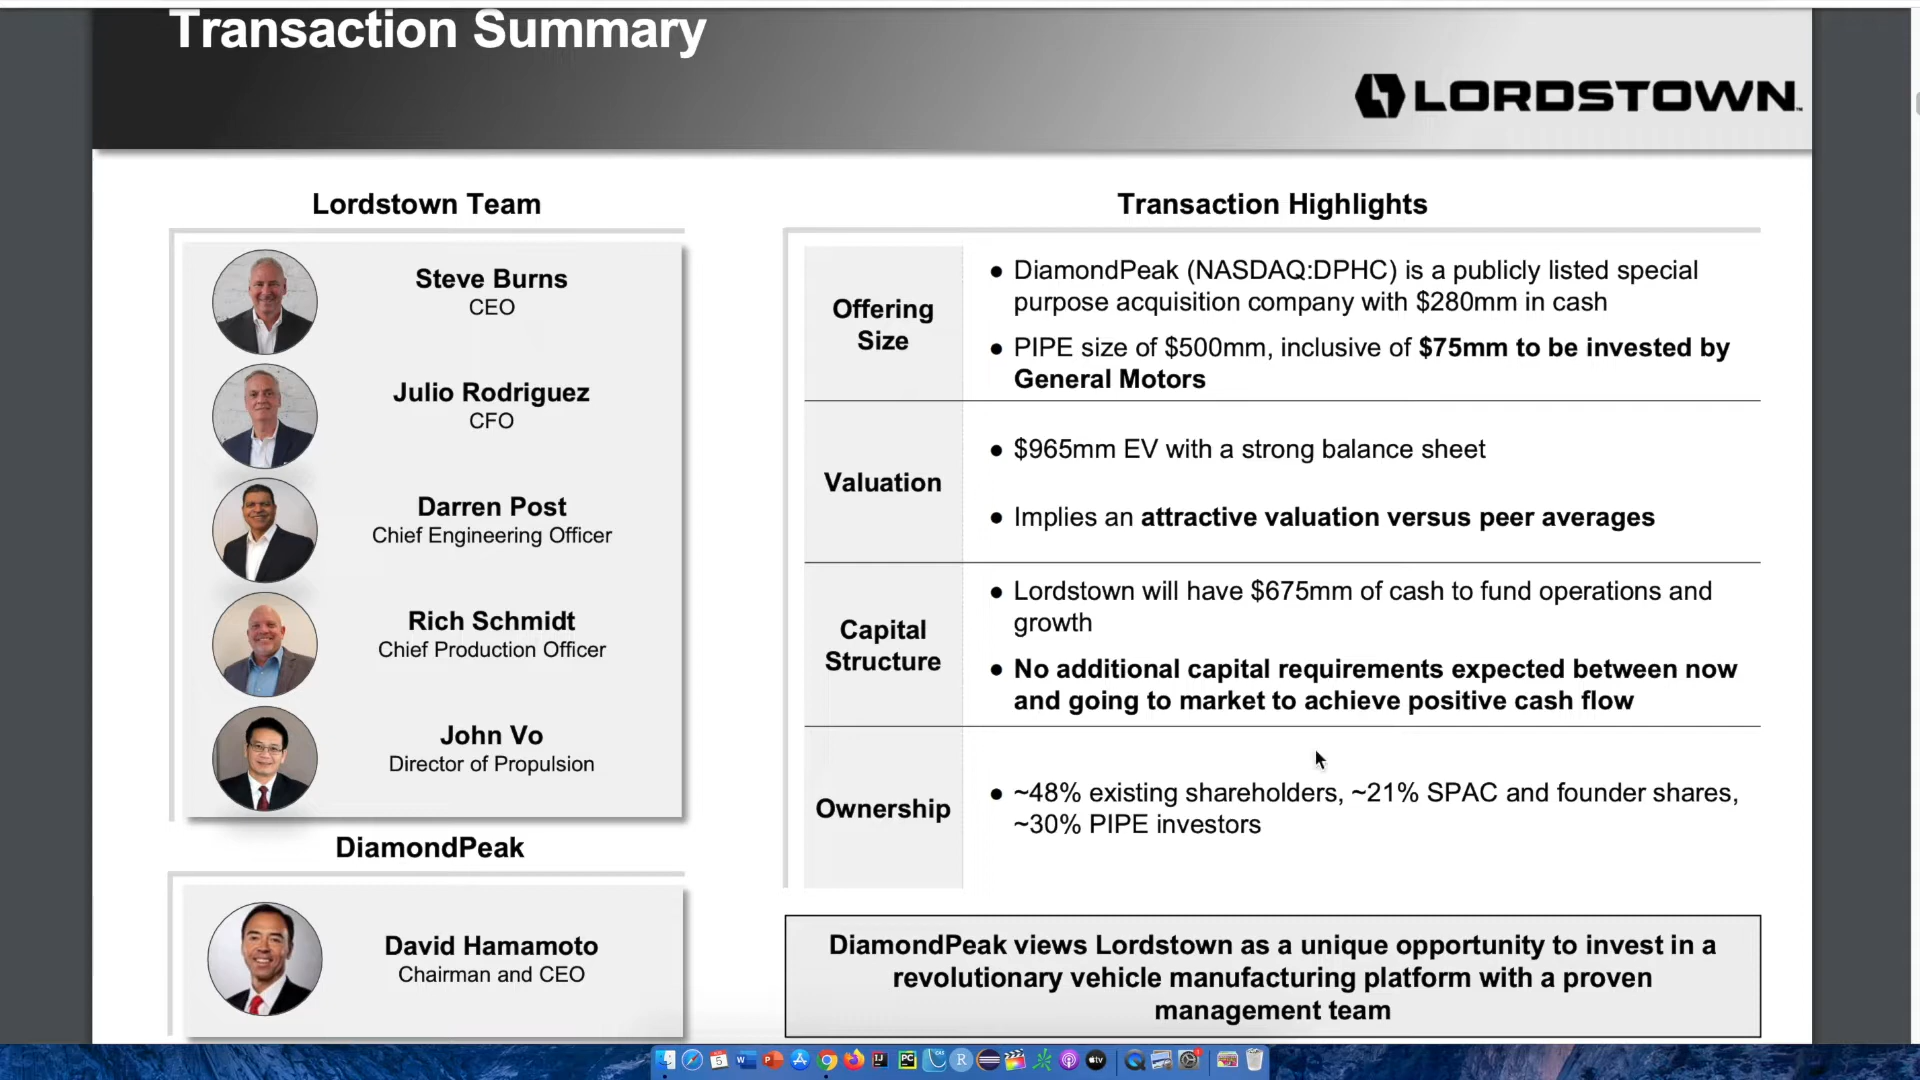 Transaction Summary
LORDSTOWN™
Lordstown Team
Steve Burns
CEO
Julio Rodriguez
CFO
Darren Post
Chief Engineering Officer
Rich Schmidt
Chief Production Officer
John Vo
Director of Propulsion
DiamondPeak
David Hamamoto
Chairman and CEO
Transaction Highlights
Offering
Size
● DiamondPeak (NASDAQ:DPHC) is a publicly listed special
purpose acquisition company with $280mm in cash
● PIPE size of $500mm, inclusive of $75mm to be invested by
General Motors
Valuation
● $965mm EV with a strong balance sheet
● Implies an attractive valuation versus peer averages
Capital
Structure
● Lordstown will have $675mm of cash to fund operations and
growth
● No additional capital requirements expected between now
and going to market to achieve positive cash flow
Ownership
● ~48% existing shareholders, ~21% SPAC and founder shares,
~30% PIPE investors
DiamondPeak views Lordstown as a unique opportunity to invest in a
revolutionary vehicle manufacturing platform with a proven
management team